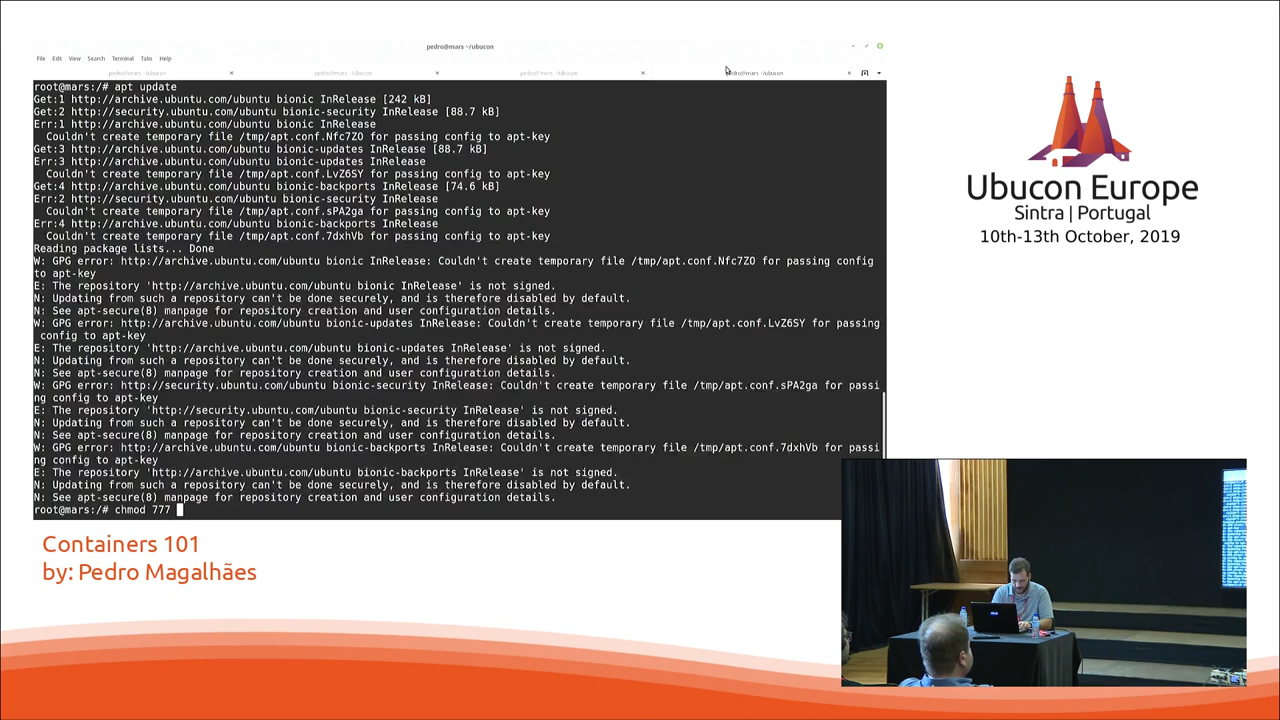 pedro@mars ~/ubucon
File Edit View Search Terminal Tabs Help
pedro@mars ~/ubucon pedro@mars ~/ubucon pedro@mars ~/ubucon pedro@mars ~/ubucon
root@mars:/# apt update
Get:1 http://archive.ubuntu.com/ubuntu bionic InRelease [242 kB]
Get:2 http://security.ubuntu.com/ubuntu bionic-security InRelease [88.7 kB]
Err:1 http://archive.ubuntu.com/ubuntu bionic InRelease
Couldn't create temporary file /tmp/apt.conf.Nfc7ZO for passing config to apt-key
Get:3 http://archive.ubuntu.com/ubuntu bionic-updates InRelease [88.7 kB]
Err:3 http://archive.ubuntu.com/ubuntu bionic-updates InRelease
Couldn't create temporary file /tmp/apt.conf.LvZ6SY for passing config to apt-key
Get:4 http://archive.ubuntu.com/ubuntu bionic-backports InRelease [74.6 kB]
Err:2 http://security.ubuntu.com/ubuntu bionic-security InRelease
Couldn't create temporary file /tmp/apt.conf.sPA2ga for passing config to apt-key
Err:4 http://archive.ubuntu.com/ubuntu bionic-backports InRelease
Couldn't create temporary file /tmp/apt.conf.7dxhVb for passing config to apt-key
Reading package lists... Done
W: GPG error: http://archive.ubuntu.com/ubuntu bionic InRelease: Couldn't create temporary file /tmp/apt.conf.Nfc7ZO for passing config
to apt-key
E: The repository 'http://archive.ubuntu.com/ubuntu bionic InRelease' is not signed.
N: Updating from such a repository can't be done securely, and is therefore disabled by default.
N: See apt-secure(8) manpage for repository creation and user configuration details.
W: GPG error: http://archive.ubuntu.com/ubuntu bionic-updates InRelease: Couldn't create temporary file /tmp/apt.conf.LvZ6SY for passing
config to apt-key
E: The repository 'http://archive.ubuntu.com/ubuntu bionic-updates InRelease' is not signed.
N: Updating from such a repository can't be done securely, and is therefore disabled by default.
N: See apt-secure(8) manpage for repository creation and user configuration details.
W: GPG error: http://security.ubuntu.com/ubuntu bionic-security InRelease: Couldn't create temporary file /tmp/apt.conf.sPA2ga for passi
ng config to apt-key
E: The repository 'http://security.ubuntu.com/ubuntu bionic-security InRelease' is not signed.
N: Updating from such a repository can't be done securely, and is therefore disabled by default.
N: See apt-secure(8) manpage for repository creation and user configuration details.
W: GPG error: http://archive.ubuntu.com/ubuntu bionic-backports InRelease: Couldn't create temporary file /tmp/apt.conf.7dxhVb for passi
ng config to apt-key
E: The repository 'http://archive.ubuntu.com/ubuntu bionic-backports InRelease' is not signed.
N: Updating from such a repository can't be done securely, and is therefore disabled by default.
N: See apt-secure(8) manpage for repository creation and user configuration details.
root@mars:/# chmod 777
Ubucon Europe
Sintra | Portugal
10th-13th October, 2019
Containers 101
by: Pedro Magalhães